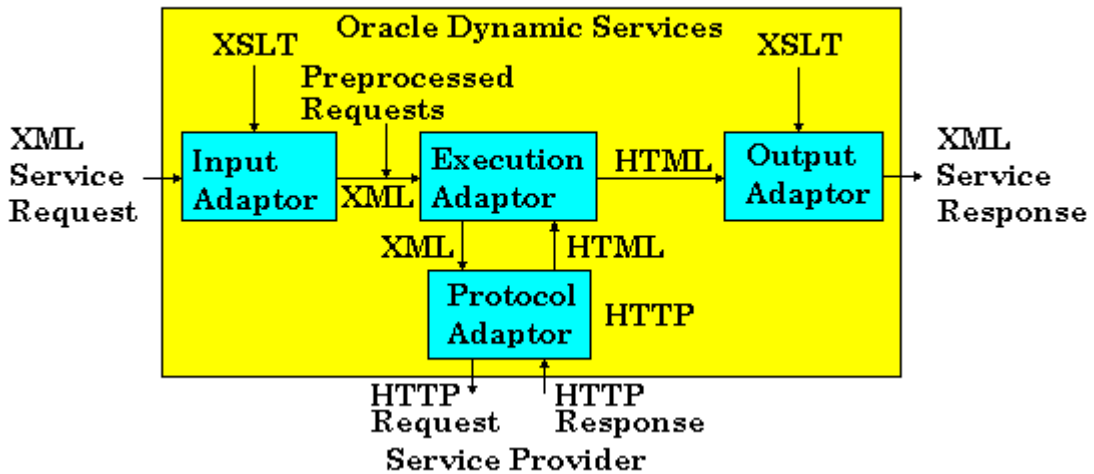 Oracle Dynamic Services
XSLT
XSLT
Preprocessed
Requests
XML
Service
Request
Input
Adaptor
XML
Execution
Adaptor
HTML
Output
Adaptor
XML
Service
Response
XML
HTML
Protocol
Adaptor
HTTP
HTTP
Request
HTTP
Response
Service Provider